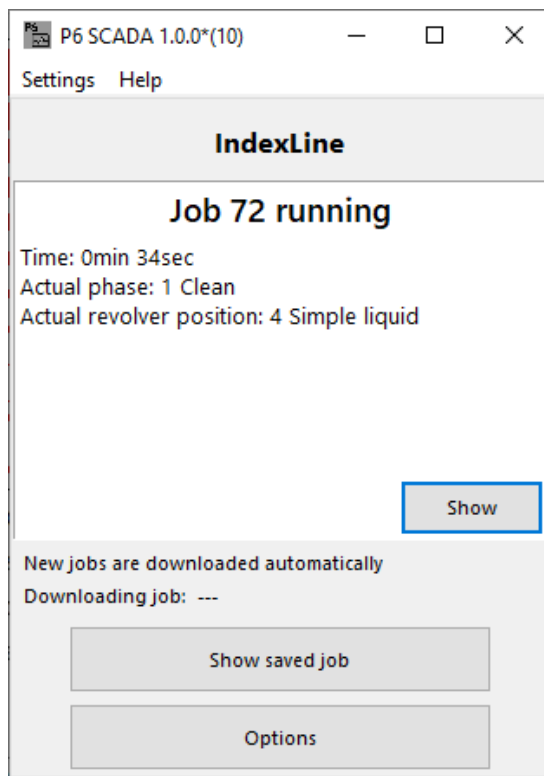 P6 SCADA 1.0.0*(10)
Settings Help
IndexLine
Job 72 running
Time: 0min 34sec
Actual phase: 1 Clean
Actual revolver position: 4 Simple liquid
Show
New jobs are downloaded automatically
Downloading job: ---
Show saved job
Options